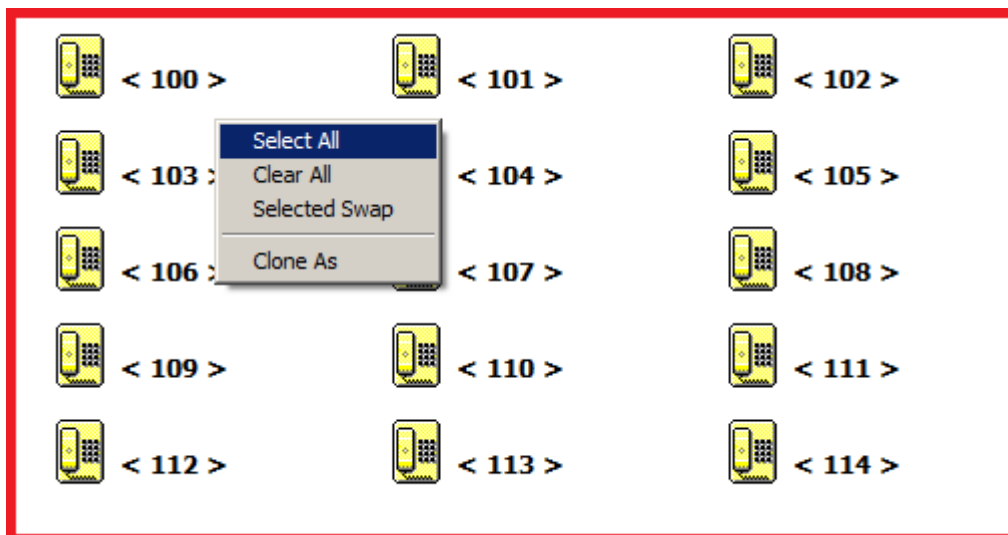 < 100 > < 101 > < 102 >
Select All
< 103 > < 104 > < 105 >
Clear All
Selected Swap
< 106 > < 107 > < 108 >
Clone As
< 109 > < 110 > < 111 >
< 112 > < 113 > < 114 >